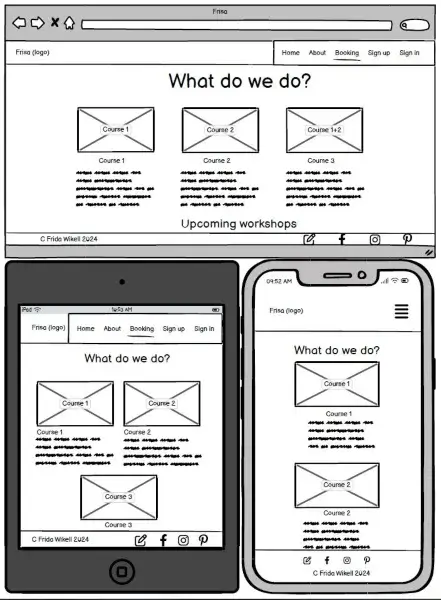 Frisa
Frisa (logo) Home About Booking Sign up Sign in
What do we do?
Course 1 Course 2 Course 1+2
Course 1 Course 2 Course 3
Upcoming workshops
C Frida Wikell 2024
iPad
Frisa (logo) Home About Booking Sign up Sign in
What do we do?
Course 1 Course 2
Course 1 Course 2
Course 3
Course 3
C Frida Wikell 2024
09:52 AM
Frisa (logo)
What do we do?
Course 1
Course 1
Course 2
Course 2
C Frida Wikell 2024